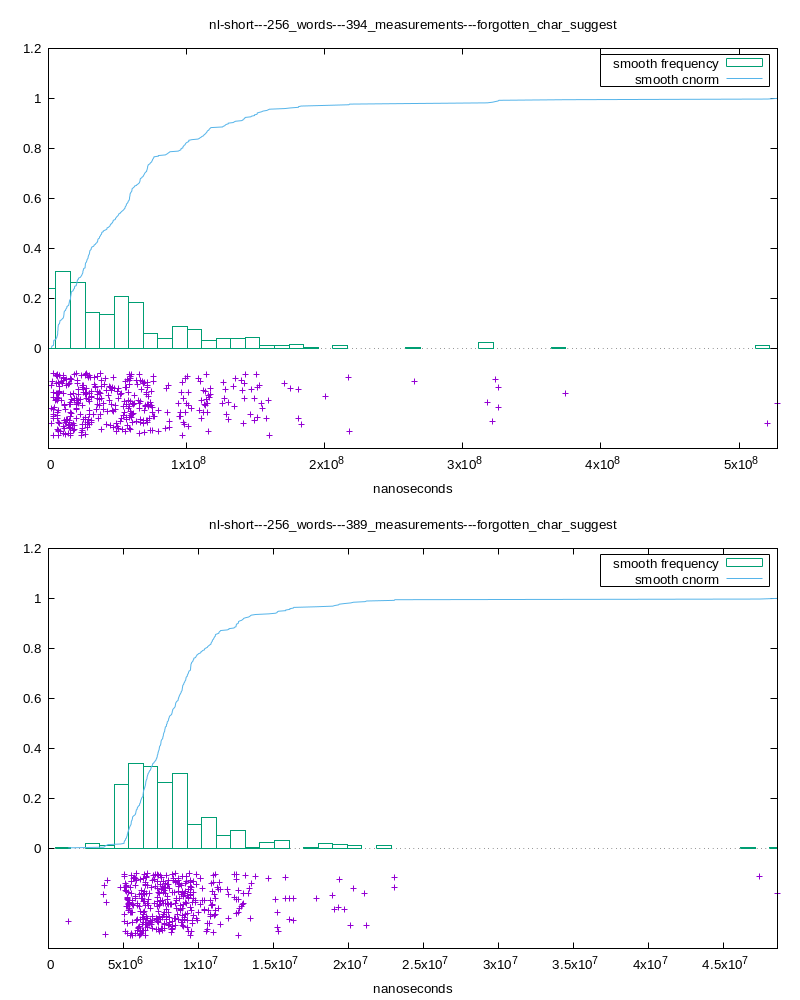 nl-short---256_words---394_measurements---forgotten_char_suggest
1.2
smooth frequency
smooth cnorm
1
0.8
0.6
0.4
0.2
0
0 1x10^8 2x10^8 3x10^8 4x10^8 5x10^8
nanoseconds
nl-short---256_words---389_measurements---forgotten_char_suggest
1.2
smooth frequency
smooth cnorm
1
0.8
0.6
0.4
0.2
0
0 5x10^6 1x10^7 1.5x10^7 2x10^7 2.5x10^7 3x10^7 3.5x10^7 4x10^7 4.5x10^7
nanoseconds